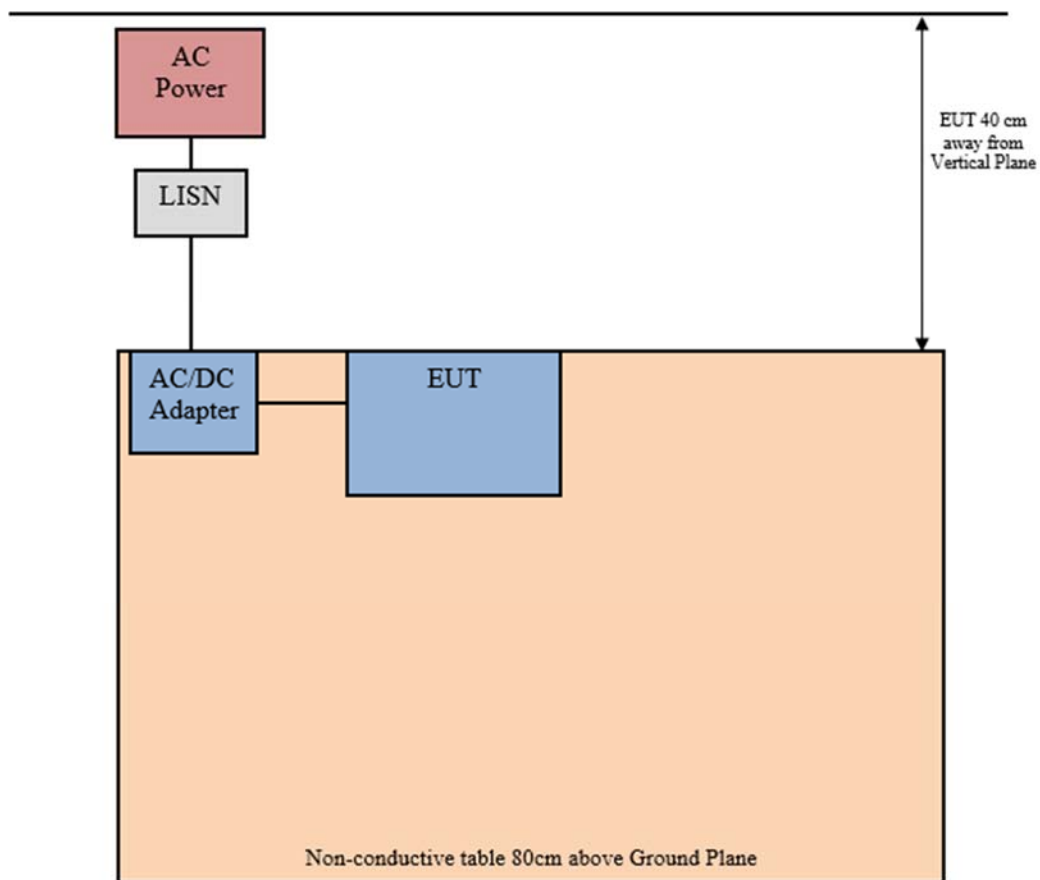 AC
Power
EUT 40 cm
away from
Vertical Plane
LISN
AC/DC
Adapter
EUT
Non-conductive table 80cm above Ground Plane